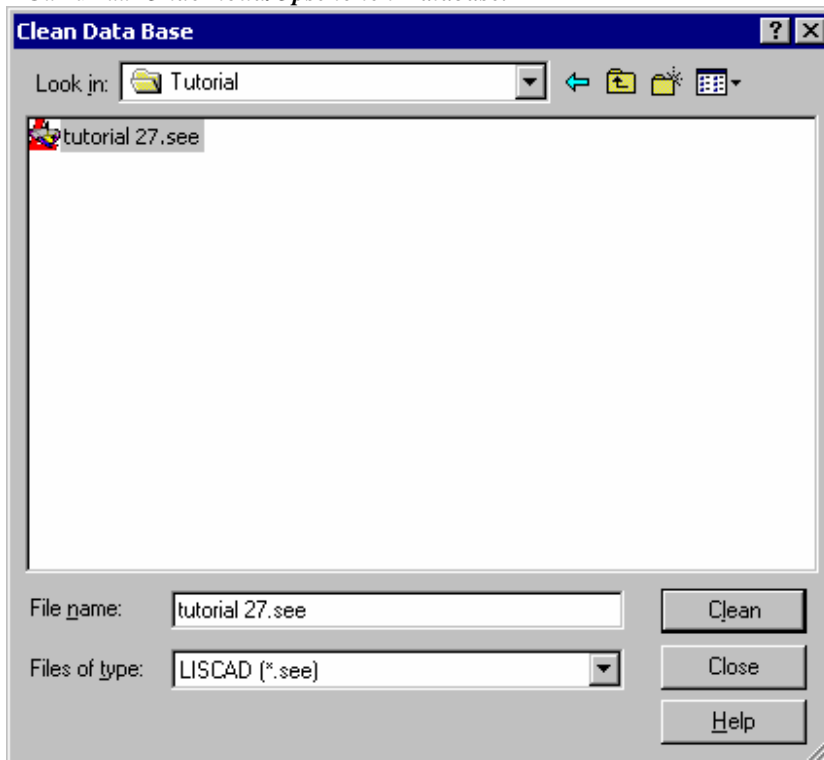 Clean Data Base
Look in: Tutorial
tutorial 27.see
File name: tutorial 27.see Clean
Files of type: LISCAD (*.see) Close
Help